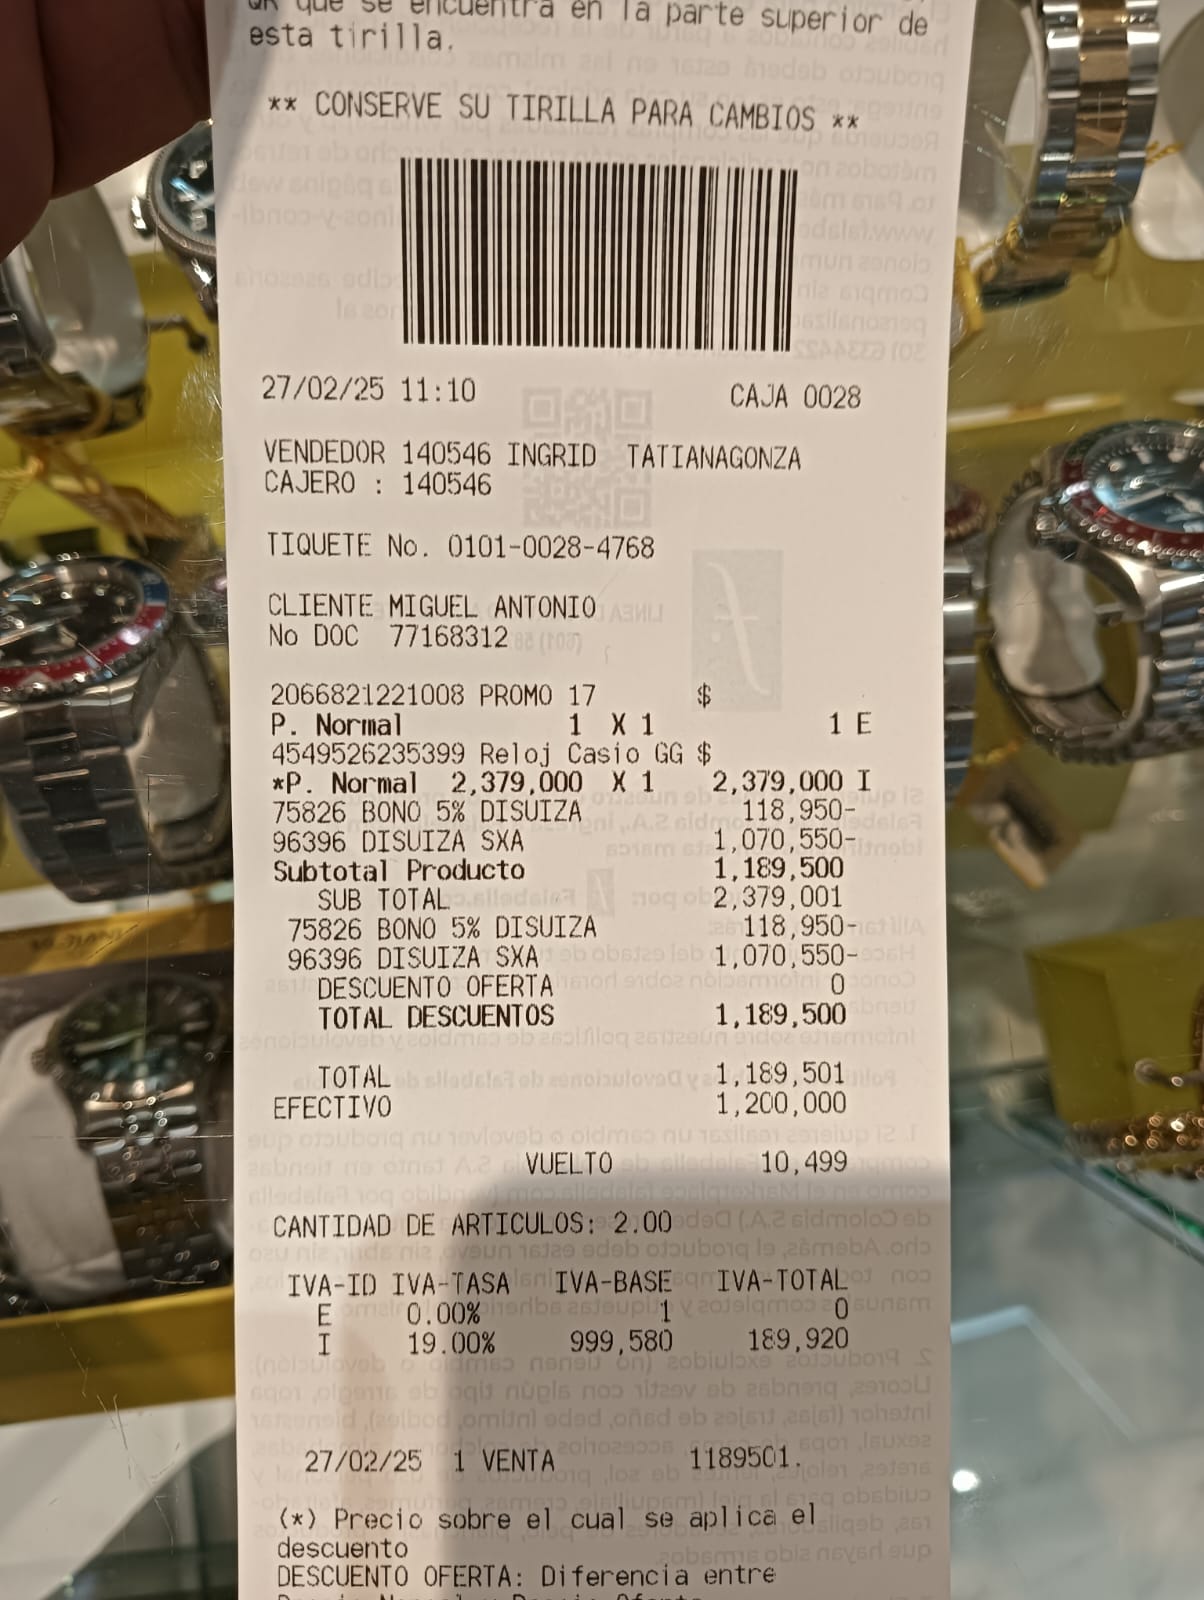 QR que se encuentra en la parte superior de
esta tirilla.
** CONSERVE SU TIRILLA PARA CAMBIOS **
27/02/25 11:10 CAJA 0028
VENDEDOR 140546 INGRID TATIANAGONZA
CAJERO : 140546
TIQUETE No. 0101-0028-4768
CLIENTE MIGUEL ANTONIO
No DOC 77168312
2066821221008 PROMO 17 $
P. Normal 1 X 1 1 E
4549526235399 Reloj Casio GG $
*P. Normal 2,379,000 X 1 2,379,000 I
75826 BONO 5% DISUIZA 118,950-
96396 DISUIZA SXA 1,070,550-
Subtotal Producto 1,189,500
SUB TOTAL 2,379,001
75826 BONO 5% DISUIZA 118,950-
96396 DISUIZA SXA 1,070,550-
DESCUENTO OFERTA 0
TOTAL DESCUENTOS 1,189,500
TOTAL 1,189,501
EFECTIVO 1,200,000
VUELTO 10,499
CANTIDAD DE ARTICULOS: 2.00
IVA-ID IVA-TASA IVA-BASE IVA-TOTAL
E 0.00% 1 0
I 19.00% 999,580 189,920
27/02/25 1 VENTA 1189501.
(*) Precio sobre el cual se aplica el
descuento
DESCUENTO OFERTA: Diferencia entre